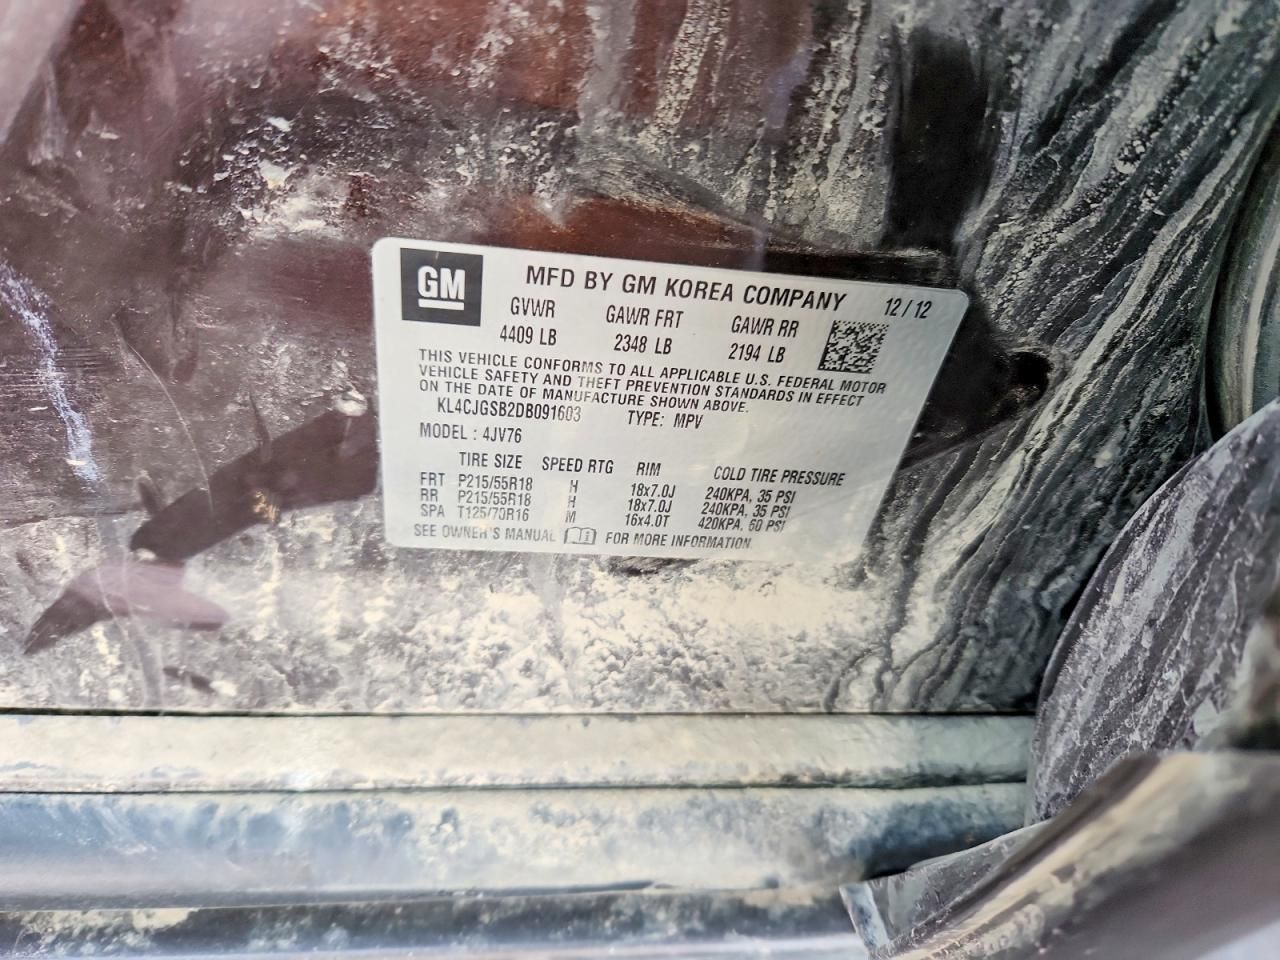 GM
MFD BY GM KOREA COMPANY 12/12
GVWR GAWR FRT GAWR RR
4409 LB 2348 LB 2194 LB
THIS VEHICLE CONFORMS TO ALL APPLICABLE U.S. FEDERAL MOTOR
VEHICLE SAFETY AND THEFT PREVENTION STANDARDS IN EFFECT
ON THE DATE OF MANUFACTURE SHOWN ABOVE.
KL4CJGSB2DB091603 TYPE: MPV
MODEL : 4JV76
TIRE SIZE SPEED RTG RIM COLD TIRE PRESSURE
FRT P215/55R18 H 18x7.0J 240KPA, 35 PSI
RR P215/55R18 H 18x7.0J 240KPA, 35 PSI
SPA T125/70R16 M 16x4.0T 420KPA, 60 PSI
SEE OWNER'S MANUAL FOR MORE INFORMATION